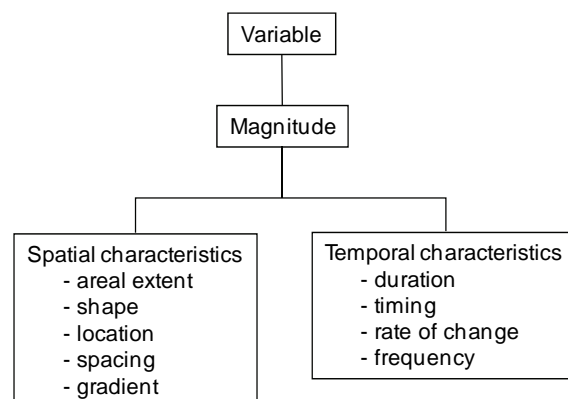 Variable
Magnitude
Spatial characteristics
- areal extent
- shape
- location
- spacing
- gradient
Temporal characteristics
- duration
- timing
- rate of change
- frequency